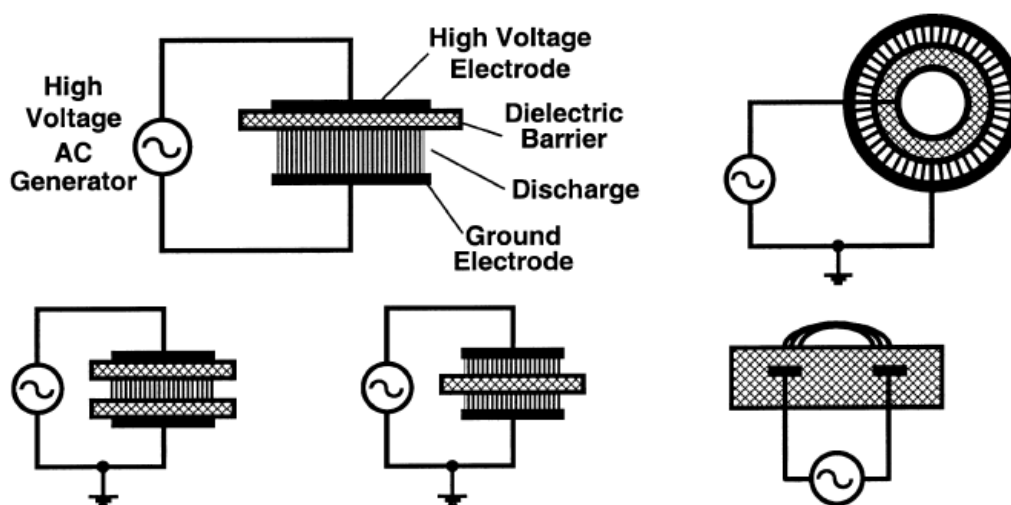 High
Voltage
AC
Generator
High Voltage
Electrode
Dielectric
Barrier
Discharge
Ground
Electrode